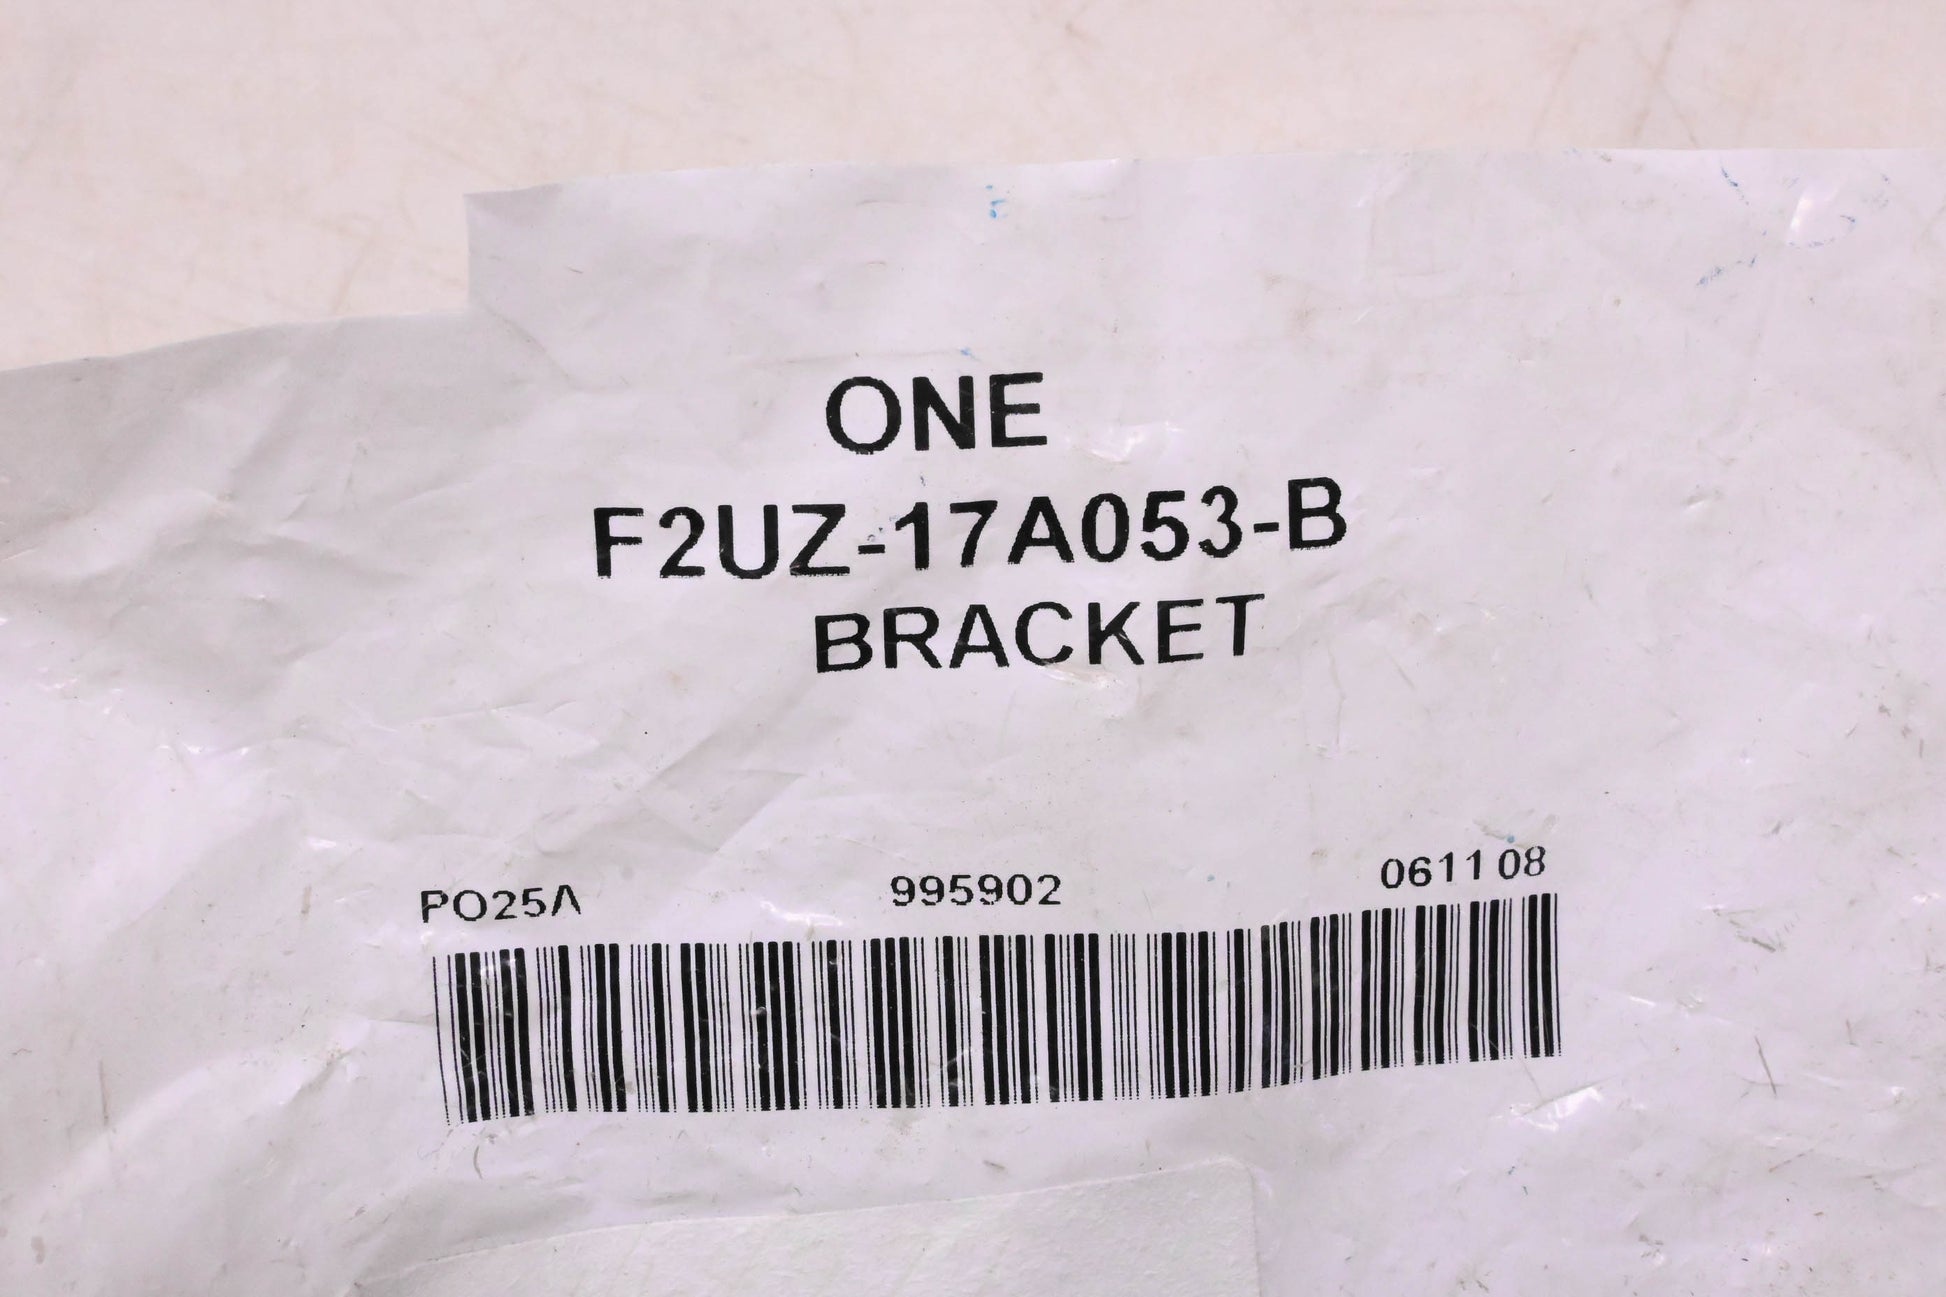 ONE
F2UZ-17A053-B
BRACKET
PO25A 995902 061108